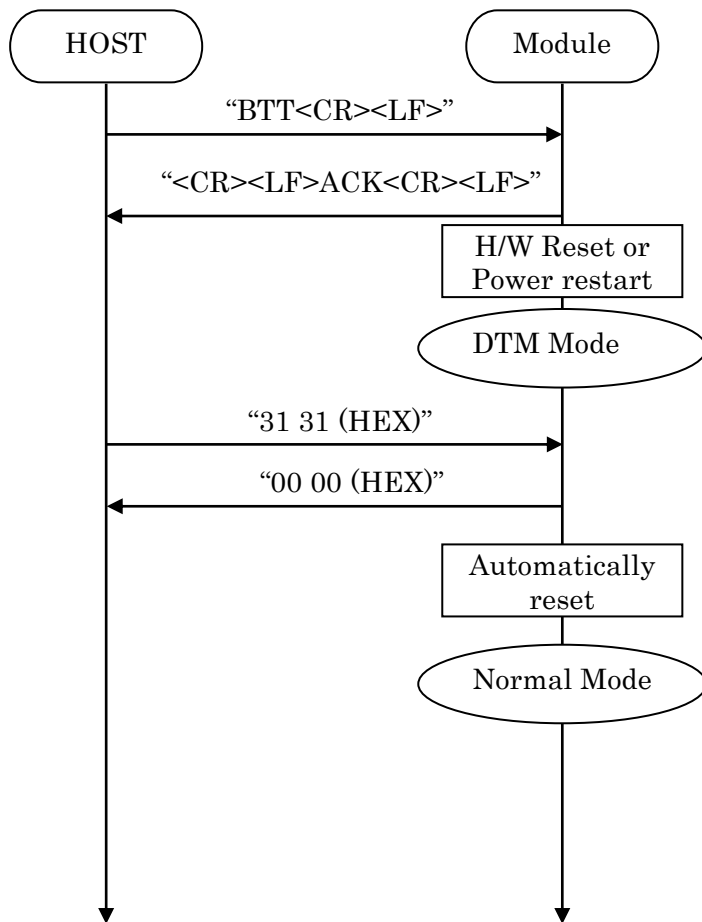 HOST
Module
“BTT<CR><LF>”
“<CR><LF>ACK<CR><LF>”
H/W Reset or
Power restart
DTM Mode
“31 31 (HEX)”
“00 00 (HEX)”
Automatically
reset
Normal Mode